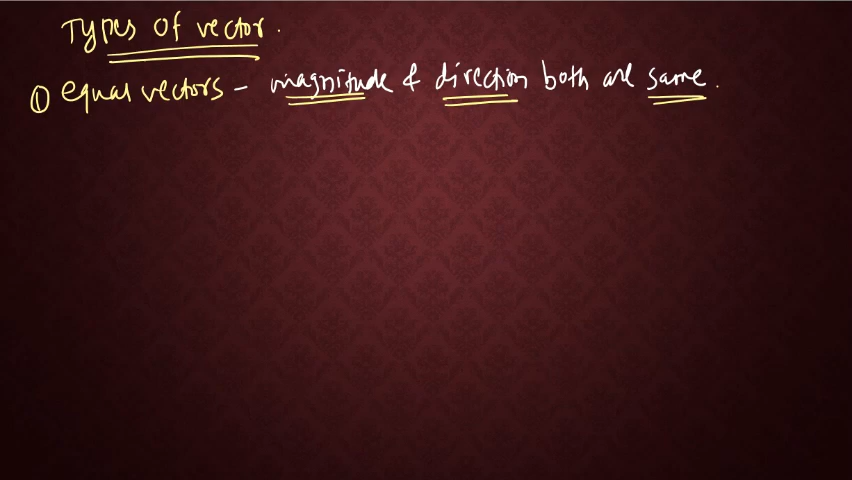 Types of vector.
① equal vectors - magnitude & direction both are same.